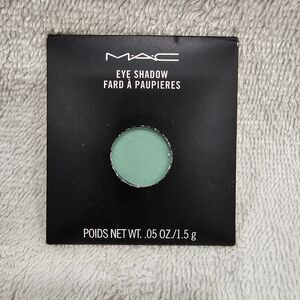 MAC
EYE SHADOW
FARD À PAUPIERES
POIDS NET WT. .05 OZ./1.5 g